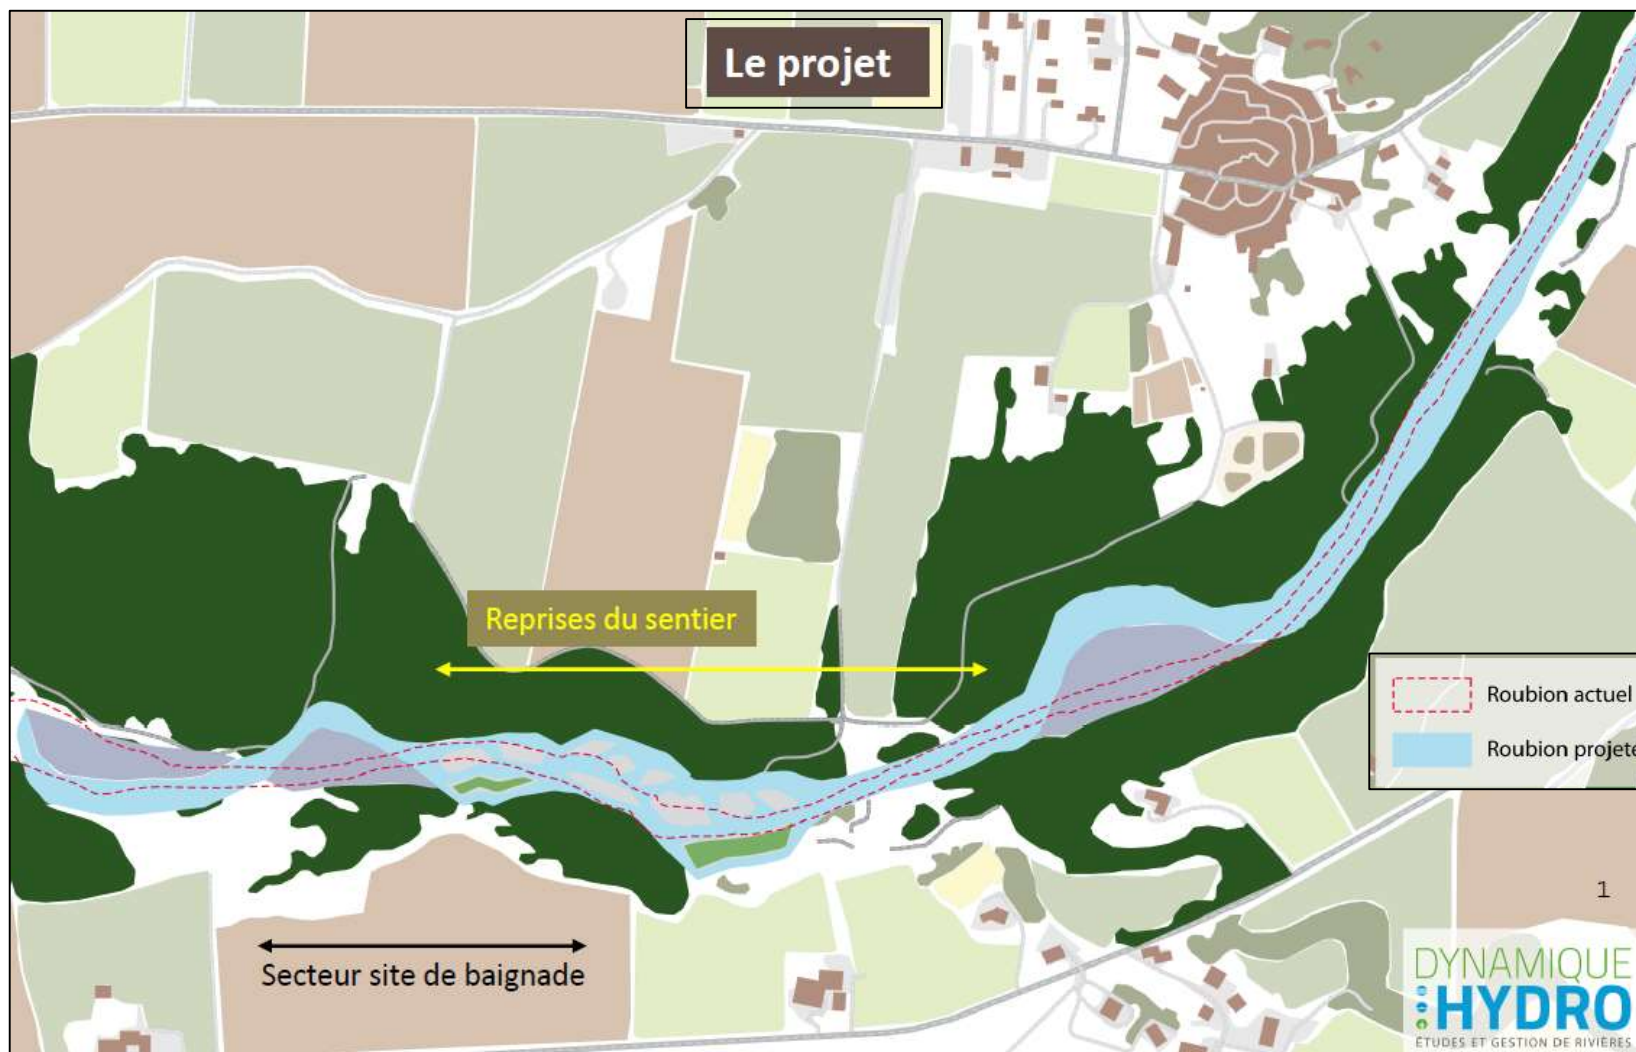 Le projet
Reprises du sentier
Roubion actuel
Roubion projeté
Secteur site de baignade
1
DYNAMIQUE
HYDRO
ÉTUDES ET GESTION DE RIVIÈRES